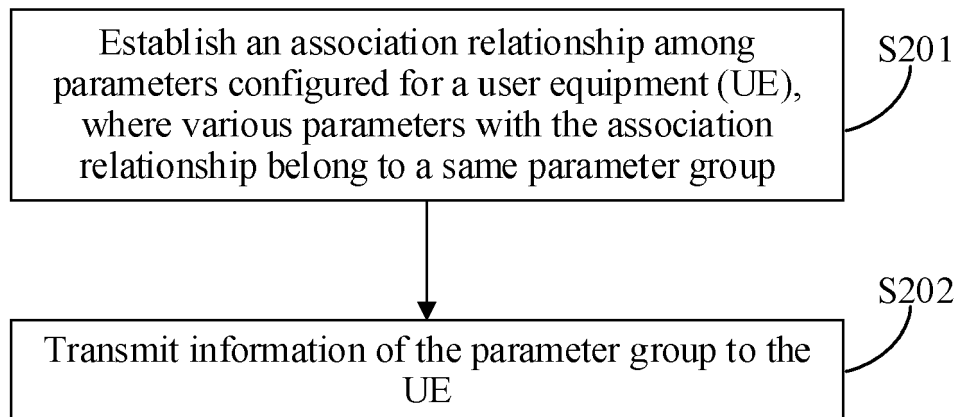 Establish an association relationship among
parameters configured for a user equipment (UE),
where various parameters with the association
relationship belong to a same parameter group
S201
S202
Transmit information of the parameter group to the
UE